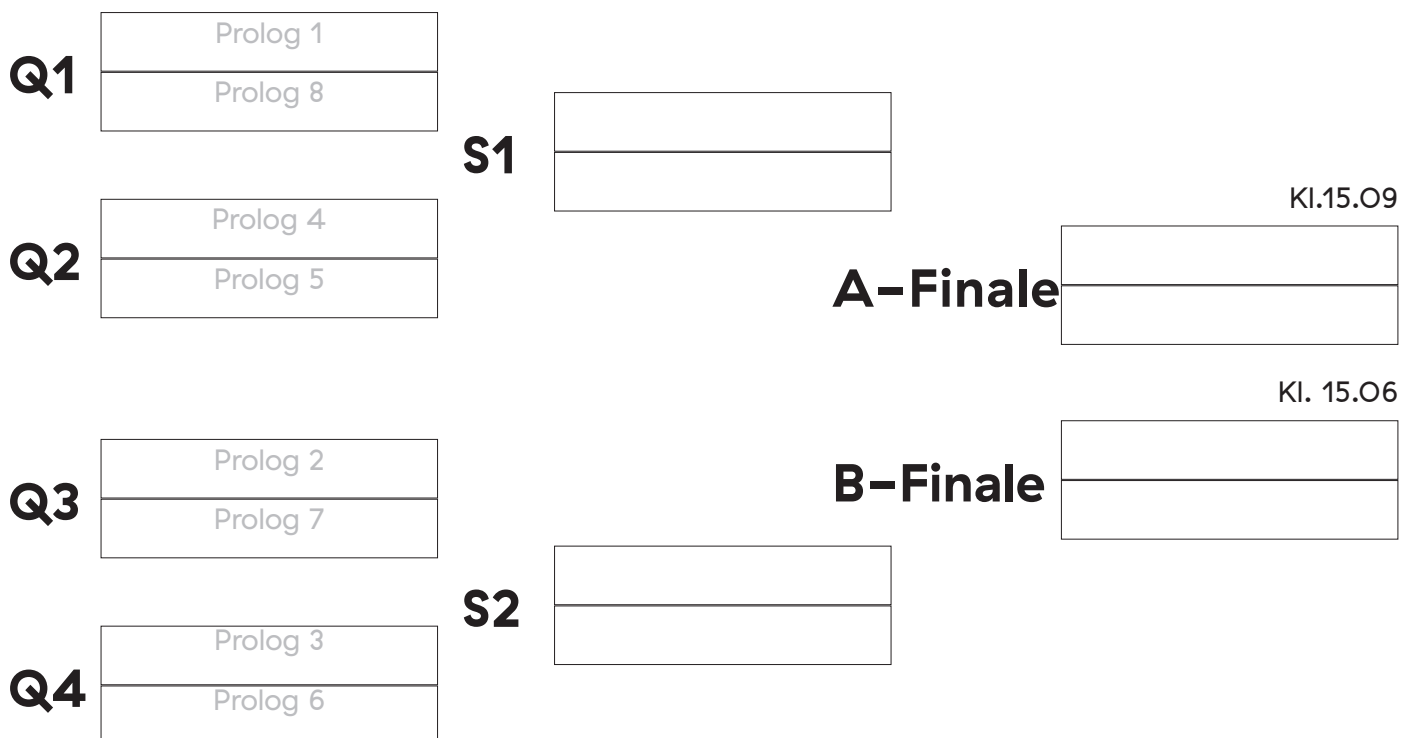 Q1
Prolog 1
Prolog 8
Q2
Prolog 4
Prolog 5
S1
Q3
Prolog 2
Prolog 7
Q4
Prolog 3
Prolog 6
S2
Kl.15.09
A-Finale
Kl. 15.06
B-Finale